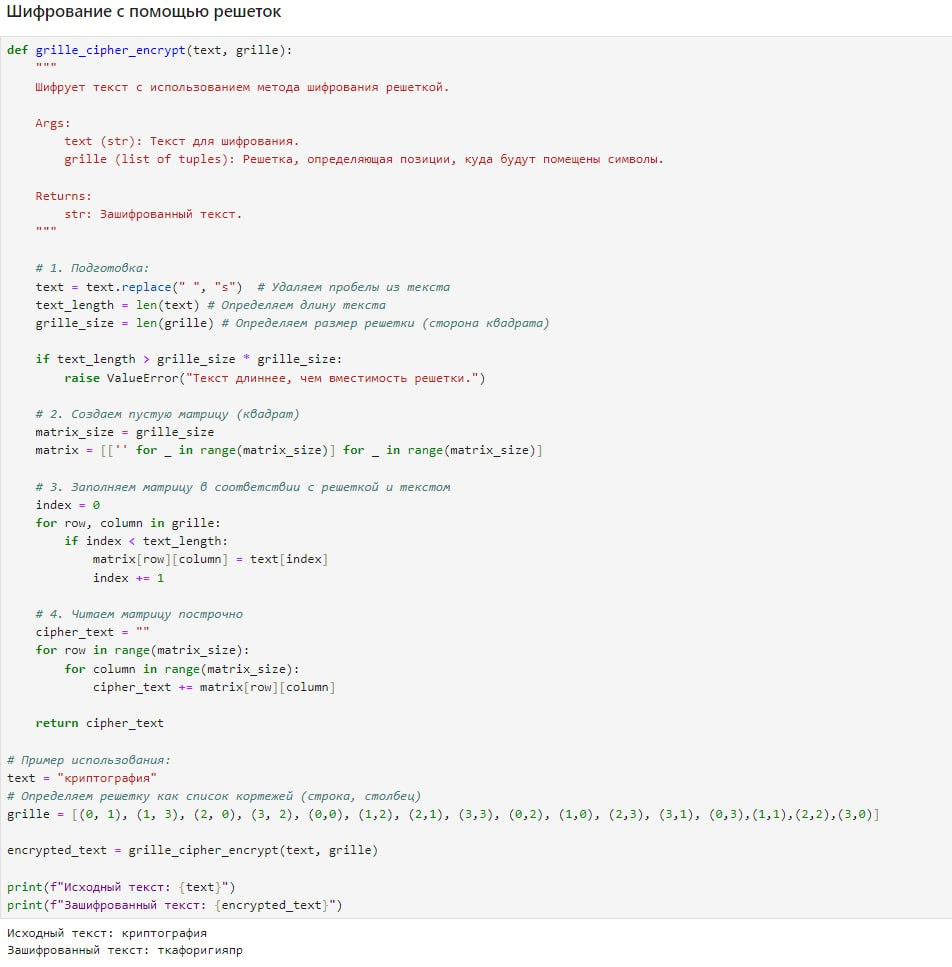 Шифрование с помощью решеток
def grille_cipher_encrypt(text, grille):
"""
Шифрует текст с использованием метода шифрования решеткой.
Args:
text (str): Текст для шифрования.
grille (list of tuples): Решетка, определяющая позиции, куда будут помещены символы.
Returns:
str: Зашифрованный текст.
"""
# 1. Подготовка:
text = text.replace(" ", "s")  # Удаляем пробелы из текста
text_length = len(text) # Определяем длину текста
grille_size = len(grille) # Определяем размер решетки (сторона квадрата)
if text_length > grille_size * grille_size:
raise ValueError("Текст длиннее, чем вместимость решетки.")
# 2. Создаем пустую матрицу (квадрат)
matrix_size = grille_size
matrix = [['' for _ in range(matrix_size)] for _ in range(matrix_size)]
# 3. Заполняем матрицу в соответствии с решеткой и текстом
index = 0
for row, column in grille:
if index < text_length:
matrix[row][column] = text[index]
index += 1
# 4. Читаем матрицу построчно
cipher_text = ""
for row in range(matrix_size):
for column in range(matrix_size):
cipher_text += matrix[row][column]
return cipher_text
# Пример использования:
text = "криптография"
# Определяем решетку как список кортежей (строка, столбец)
grille = [(0, 1), (1, 3), (2, 0), (3, 2), (0,0), (1,2), (2,1), (3,3), (0,2), (1,0), (2,3), (3,1), (0,3),(1,1),(2,2),(3,0)]
encrypted_text = grille_cipher_encrypt(text, grille)
print(f"Исходный текст: {text}")
print(f"Зашифрованный текст: {encrypted_text}")
Исходный текст: криптография
Зашифрованный текст: ткафоригияпр